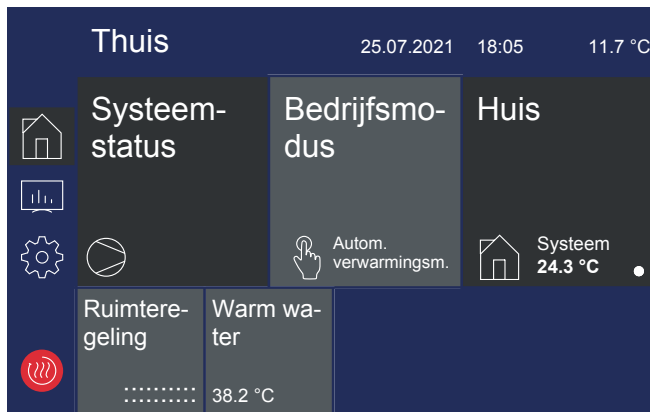 Thuis
25.07.2021 18:05 11.7 °C
Systeem-
status
Bedrijfsmo-
dus
Autom.
verwarmingsm.
Huis
Systeem
24.3 °C
Ruimtere-
geling
Warm wa-
ter
38.2 °C